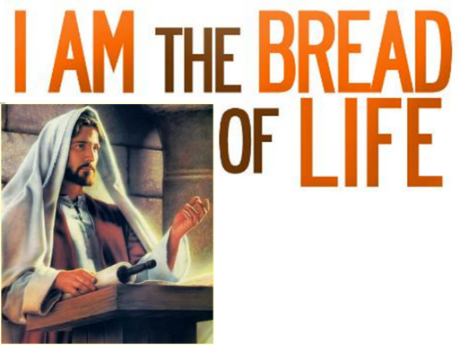 I AM THE BREAD
OF LIFE